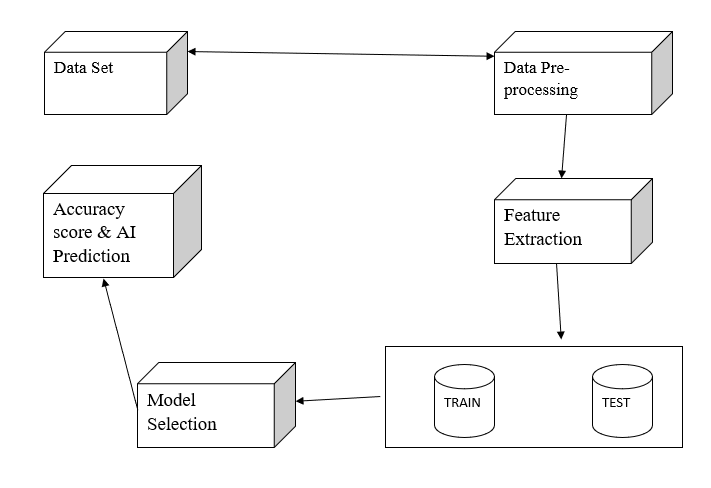 Data Set
Data Pre-
processing
Accuracy
score & AI
Prediction
Feature
Extraction
Model
Selection
TRAIN
TEST